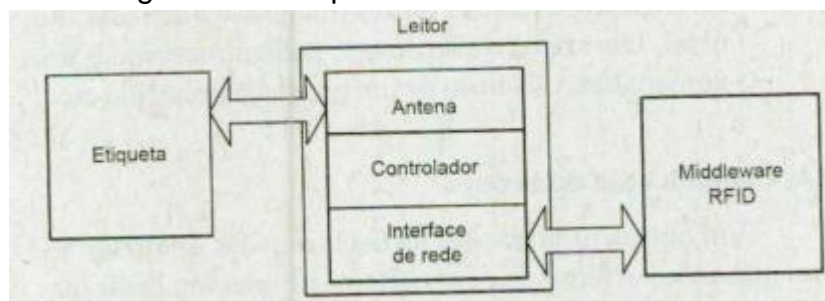 Leitor
Etiqueta
Antena
Controlador
Interface
de rede
Middleware
RFID